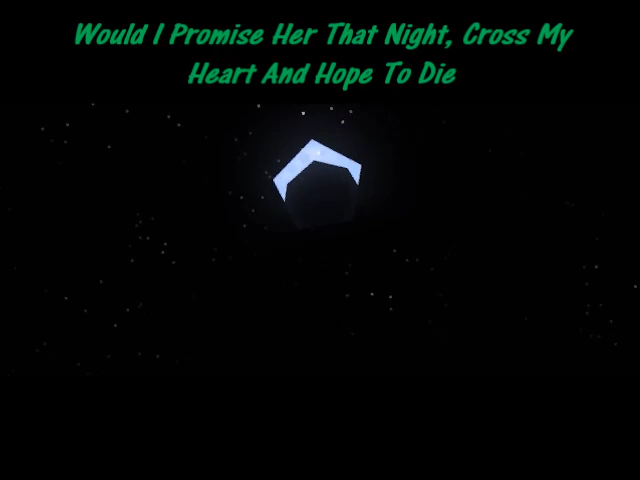 Would I Promise Her That Night, Cross My
Heart And Hope To Die